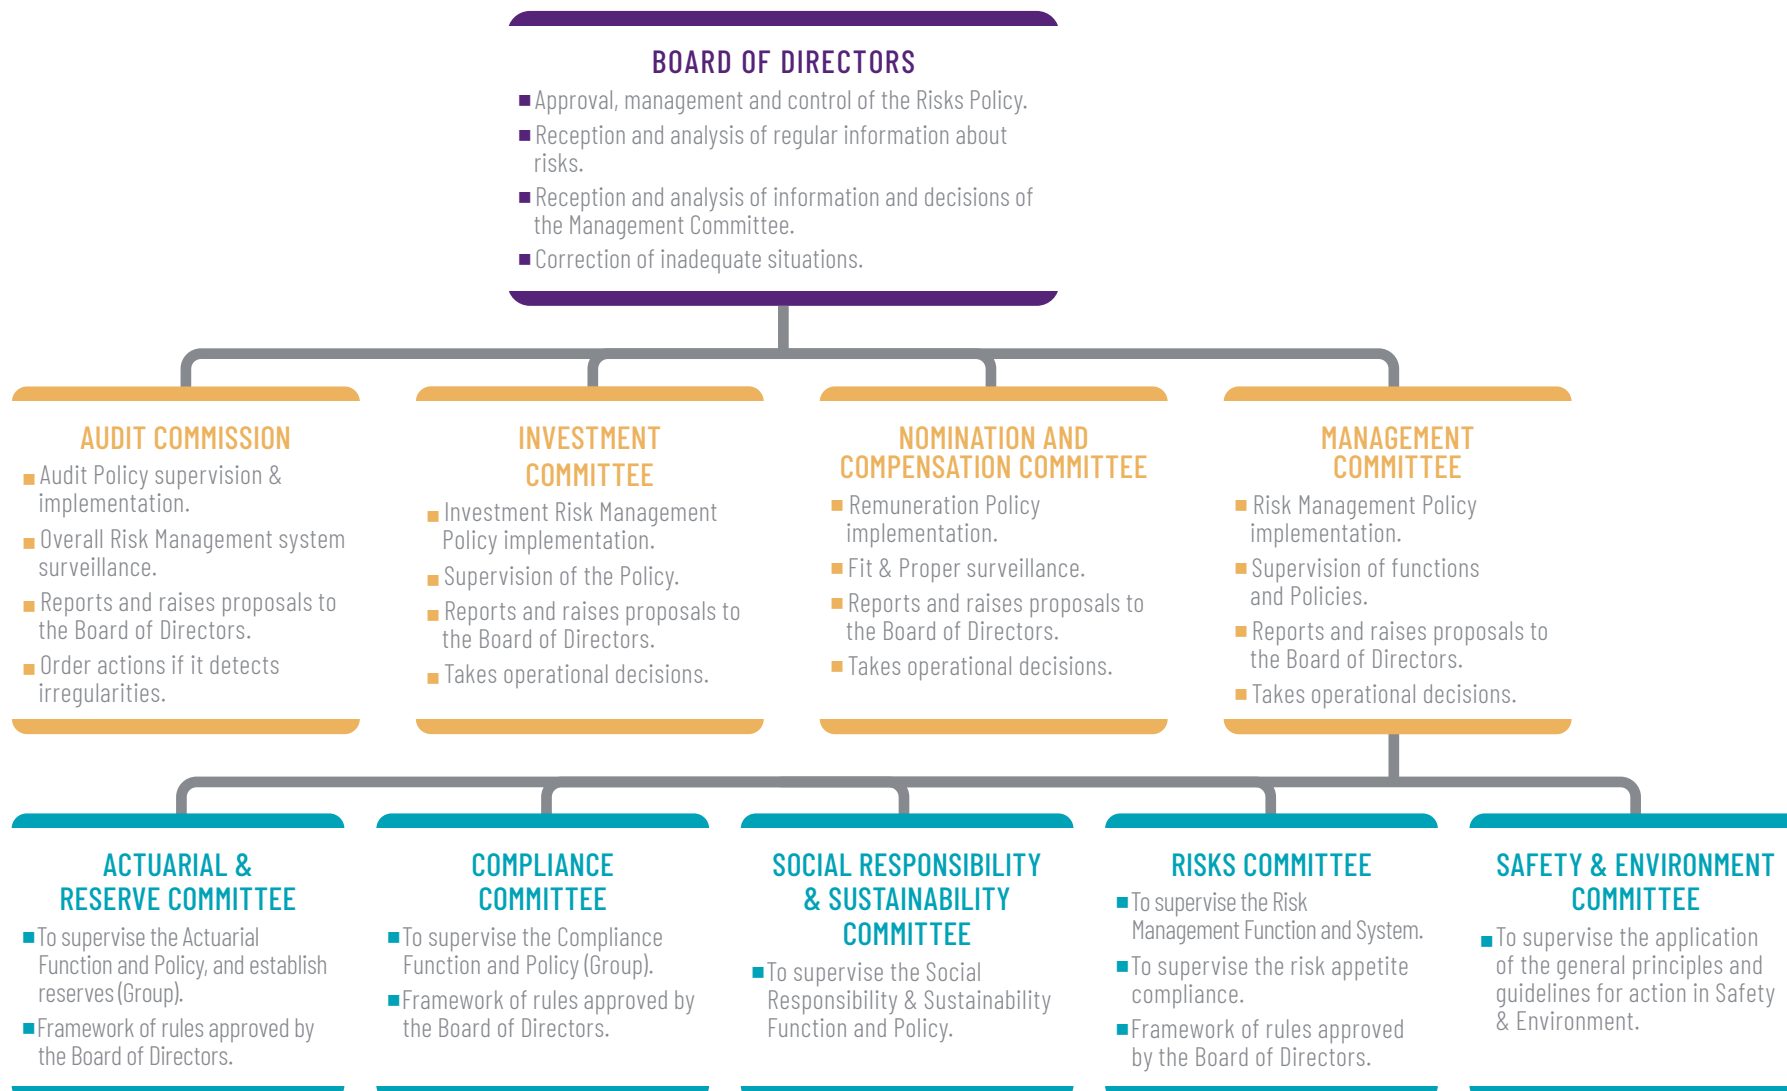 BOARD OF DIRECTORS
Approval, management and control of the Risks Policy.
Reception and analysis of regular information about
risks.
Reception and analysis of information and decisions of
the Management Committee.
Correction of inadequate situations.
AUDIT COMMISSION
Audit Policy supervision &
implementation.
Overall Risk Management system
surveillance.
Reports and raises proposals to
the Board of Directors.
Order actions if it detects
irregularities.
INVESTMENT
COMMITTEE
Investment Risk Management
Policy implementation.
Supervision of the Policy.
Reports and raises proposals to
the Board of Directors.
Takes operational decisions.
NOMINATION AND
COMPENSATION COMMITTEE
Remuneration Policy
implementation.
Fit & Proper surveillance.
Reports and raises proposals to
the Board of Directors.
Takes operational decisions.
MANAGEMENT
COMMITTEE
Risk Management Policy
implementation.
Supervision of functions
and Policies.
Reports and raises proposals to
the Board of Directors.
Takes operational decisions.
ACTUARIAL &
RESERVE COMMITTEE
To supervise the Actuarial
Function and Policy, and establish
reserves (Group).
Framework of rules approved by
the Board of Directors.
COMPLIANCE
COMMITTEE
To supervise the Compliance
Function and Policy (Group).
Framework of rules approved by
the Board of Directors.
SOCIAL RESPONSIBILITY
& SUSTAINABILITY
COMMITTEE
To supervise the Social
Responsibility & Sustainability
Function and Policy.
RISKS COMMITTEE
To supervise the Risk
Management Function and System.
To supervise the risk appetite
compliance.
Framework of rules approved
by the Board of Directors.
SAFETY & ENVIRONMENT
COMMITTEE
To supervise the application
of the general principles and
guidelines for action in Safety
& Environment.